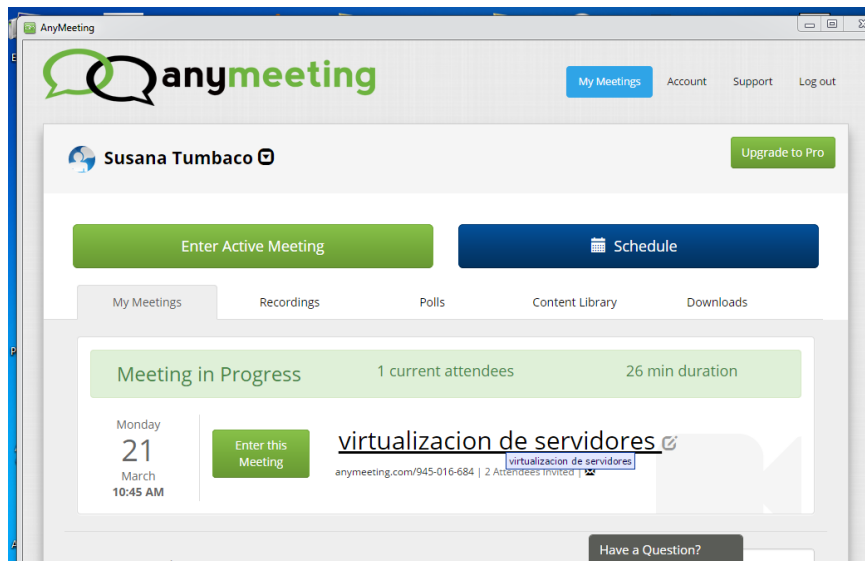 AnyMeeting
anymeeting
My Meetings Account Support Log out
Susana Tumbaco
Upgrade to Pro
Enter Active Meeting
Schedule
My Meetings Recordings Polls Content Library Downloads
Meeting in Progress 1 current attendees 26 min duration
Monday
21
March
10:45 AM
Enter this
Meeting
virtualizacion de servidores
virtualizacion de servidores
anymeeting.com/945-016-684 | 2 Attendees Invited |
Have a Question?